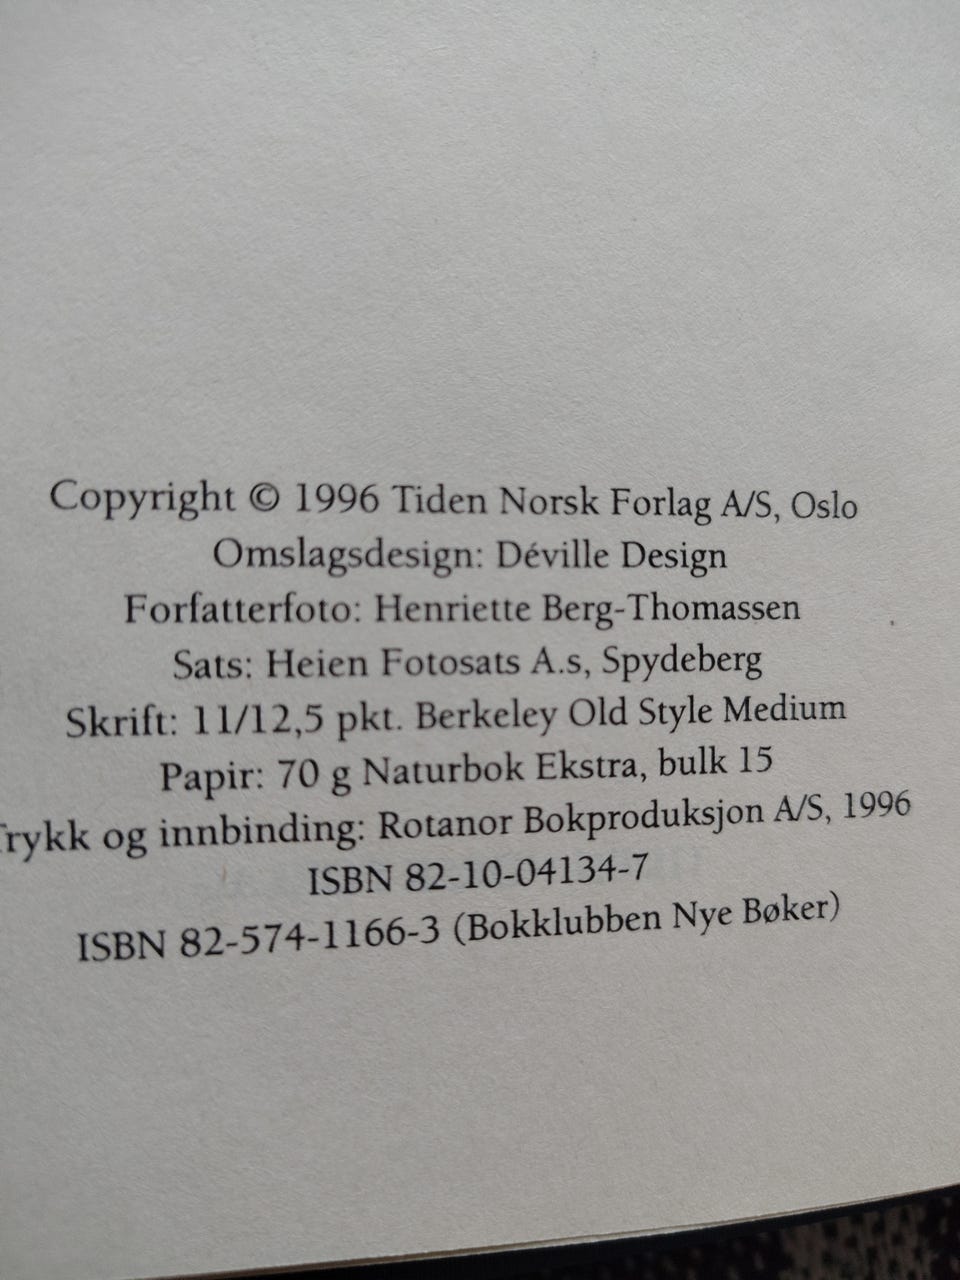 Copyright © 1996 Tiden Norsk Forlag A/S, Oslo
Omslagsdesign: Déville Design
Forfatterfoto: Henriette Berg-Thomassen
Sats: Heien Fotosats A.s, Spydeberg
Skrift: 11/12,5 pkt. Berkeley Old Style Medium
Papir: 70 g Naturbok Ekstra, bulk 15
Trykk og innbinding: Rotanor Bokproduksjon A/S, 1996
ISBN 82-10-04134-7
ISBN 82-574-1166-3 (Bokklubben Nye Bøker)